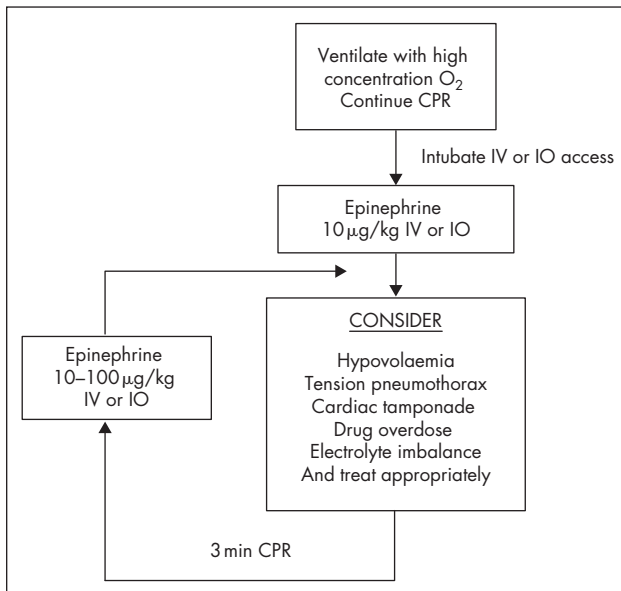 Ventilate with high
concentration O₂
Continue CPR
Intubate IV or IO access
Epinephrine
10 µg/kg IV or IO
CONSIDER
Hypovolaemia
Tension pneumothorax
Cardiac tamponade
Drug overdose
Electrolyte imbalance
And treat appropriately
Epinephrine
10–100 µg/kg
IV or IO
3 min CPR